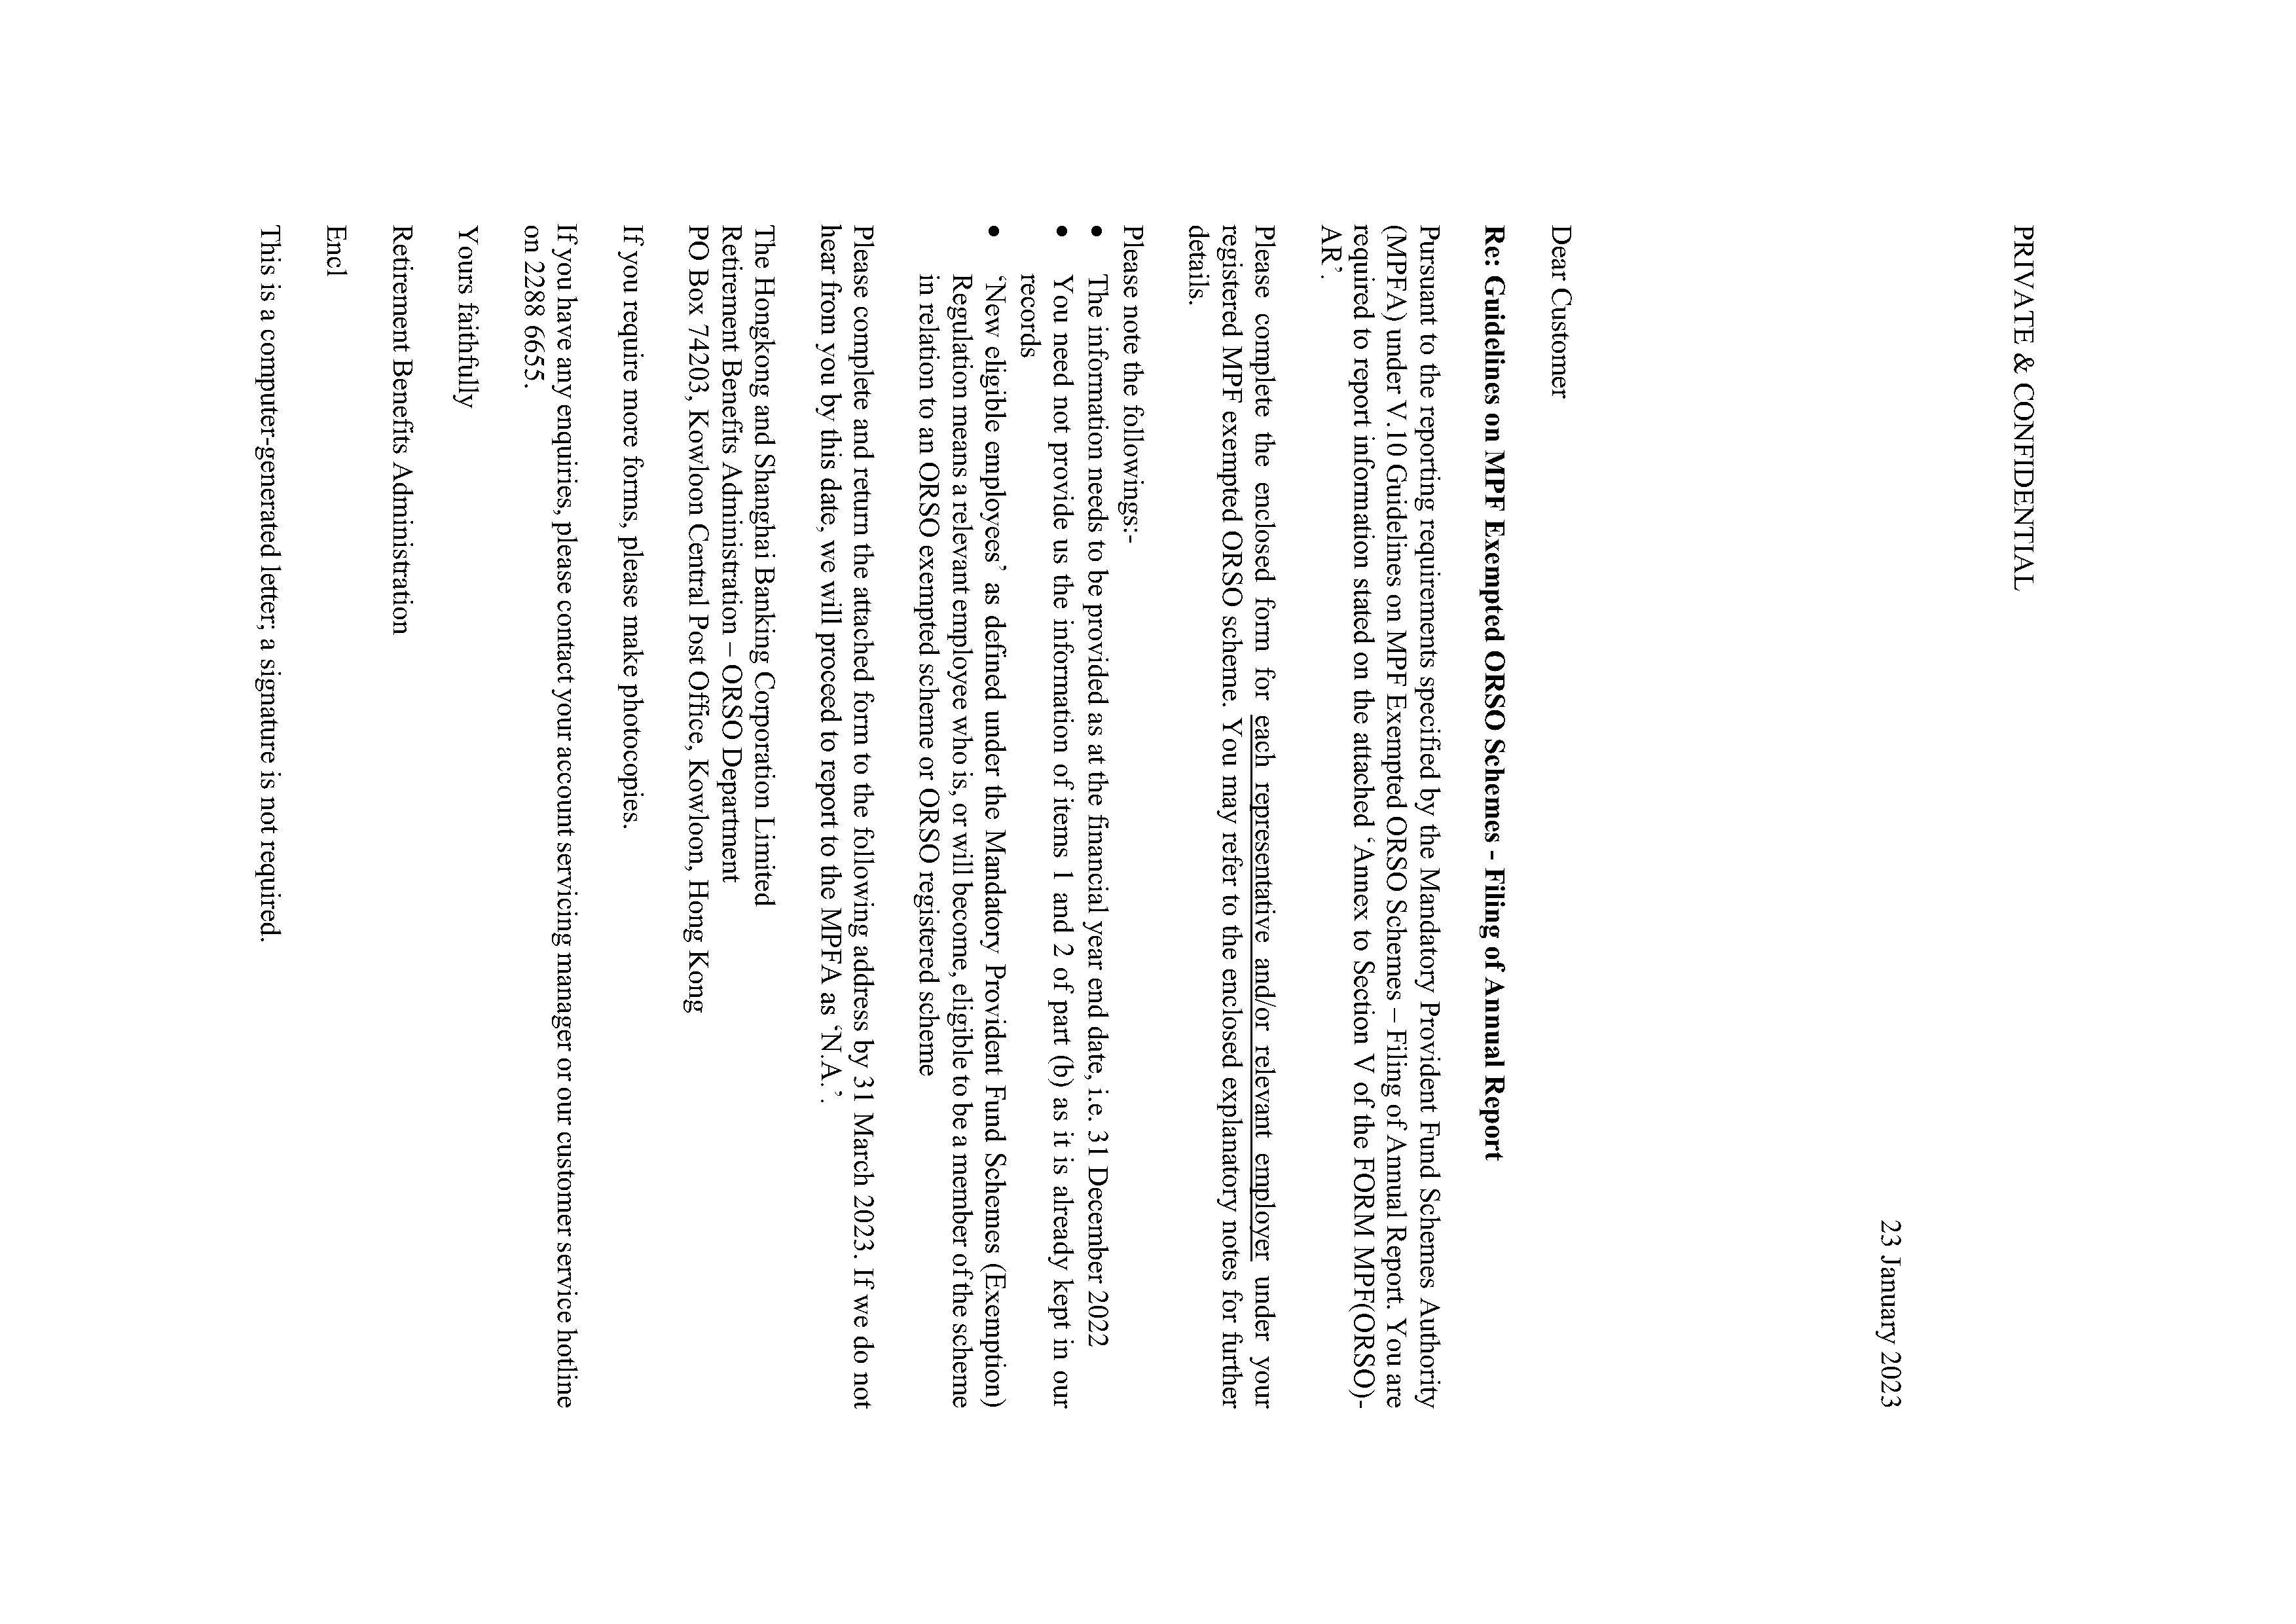 PRIVATE & CONFIDENTIAL
23 January 2023
Dear Customer
Re: Guidelines on MPF Exempted ORSO Schemes - Filing of Annual Report
Pursuant to the reporting requirements specified by the Mandatory Provident Fund Schemes Authority
(MPFA) under V.10 Guidelines on MPF Exempted ORSO Schemes – Filing of Annual Report. You are
required to report information stated on the attached ‘Annex to Section V of the FORM MPF(ORSO)-
AR’.
Please complete the enclosed form for each representative and/or relevant employer under your
registered MPF exempted ORSO scheme. You may refer to the enclosed explanatory notes for further
details.
Please note the followings:-
• The information needs to be provided as at the financial year end date, i.e. 31 December 2022
• You need not provide us the information of items 1 and 2 of part (b) as it is already kept in our
records
• ‘New eligible employees’ as defined under the Mandatory Provident Fund Schemes (Exemption)
Regulation means a relevant employee who is, or will become, eligible to be a member of the scheme
in relation to an ORSO exempted scheme or ORSO registered scheme
Please complete and return the attached form to the following address by 31 March 2023. If we do not
hear from you by this date, we will proceed to report to the MPFA as ‘N.A.’.
The Hongkong and Shanghai Banking Corporation Limited
Retirement Benefits Administration – ORSO Department
PO Box 74203, Kowloon Central Post Office, Kowloon, Hong Kong
If you require more forms, please make photocopies.
If you have any enquiries, please contact your account servicing manager or our customer service hotline
on 2288 6655.
Yours faithfully
Retirement Benefits Administration
Encl
This is a computer-generated letter; a signature is not required.